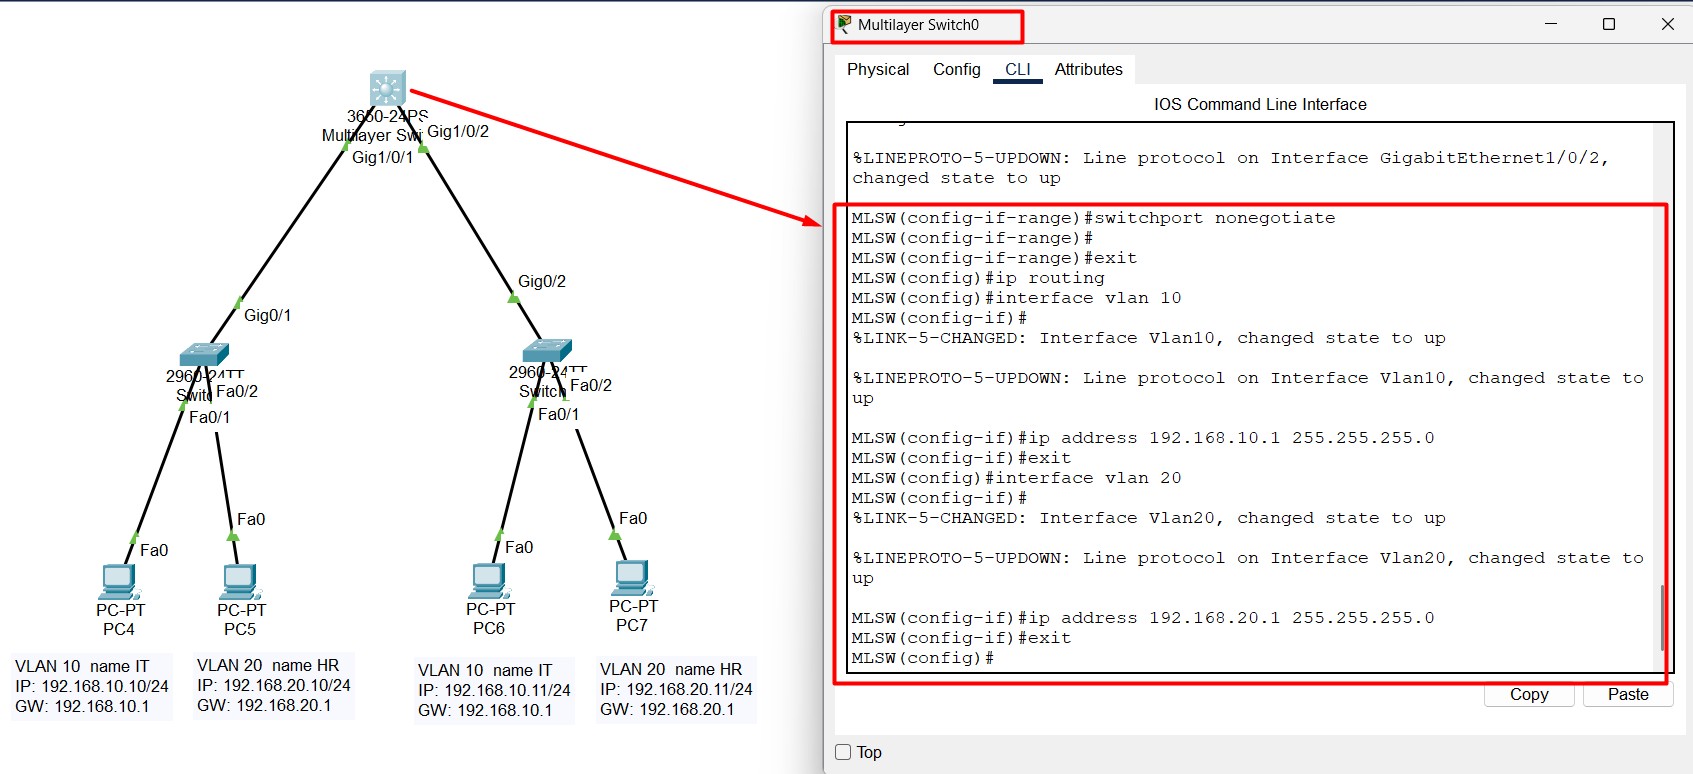 3650-24PS
Multilayer Swi
Gig1/0/2
Gig1/0/1
Gig0/1
Gig0/2
2960-24TT
Switc
Fa0/2
Fa0/1
2960-24TT
Switch
Fa0/2
Fa0/1
Fa0
Fa0
Fa0
Fa0
PC-PT
PC4
PC-PT
PC5
PC-PT
PC6
PC-PT
PC7
VLAN 10 name IT
IP: 192.168.10.10/24
GW: 192.168.10.1
VLAN 20 name HR
IP: 192.168.20.10/24
GW: 192.168.20.1
VLAN 10 name IT
IP: 192.168.10.11/24
GW: 192.168.10.1
VLAN 20 name HR
IP: 192.168.20.11/24
GW: 192.168.20.1
Multilayer Switch0
Physical Config CLI Attributes
IOS Command Line Interface
%LINEPROTO-5-UPDOWN: Line protocol on Interface GigabitEthernet1/0/2,
changed state to up
MLSW(config-if-range)#switchport nonegotiate
MLSW(config-if-range)#
MLSW(config-if-range)#exit
MLSW(config)#ip routing
MLSW(config)#interface vlan 10
MLSW(config-if)#
%LINK-5-CHANGED: Interface Vlan10, changed state to up
%LINEPROTO-5-UPDOWN: Line protocol on Interface Vlan10, changed state to
up
MLSW(config-if)#ip address 192.168.10.1 255.255.255.0
MLSW(config-if)#exit
MLSW(config)#interface vlan 20
MLSW(config-if)#
%LINK-5-CHANGED: Interface Vlan20, changed state to up
%LINEPROTO-5-UPDOWN: Line protocol on Interface Vlan20, changed state to
up
MLSW(config-if)#ip address 192.168.20.1 255.255.255.0
MLSW(config-if)#exit
MLSW(config)#
Copy Paste
Top